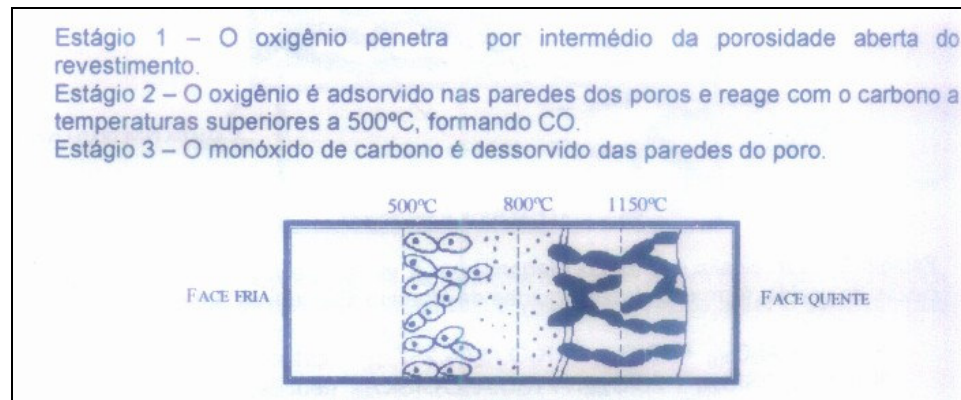 Estágio 1 – O oxigênio penetra por intermédio da porosidade aberta do
revestimento.
Estágio 2 – O oxigênio é adsorvido nas paredes dos poros e reage com o carbono a
temperaturas superiores a 500ºC, formando CO.
Estágio 3 – O monóxido de carbono é dessorvido das paredes do poro.
500ºC 800ºC 1150ºC
FACE FRIA FACE QUENTE